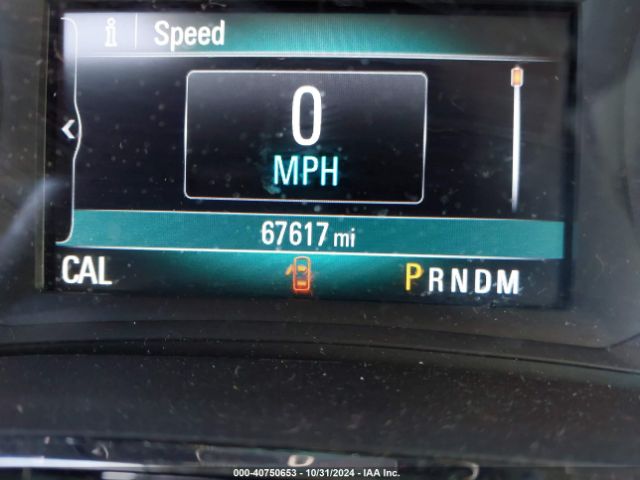 i Speed
0
MPH
67617 mi
CAL PRNDM
000-40750653 - 10/31/2024 - IAA Inc.